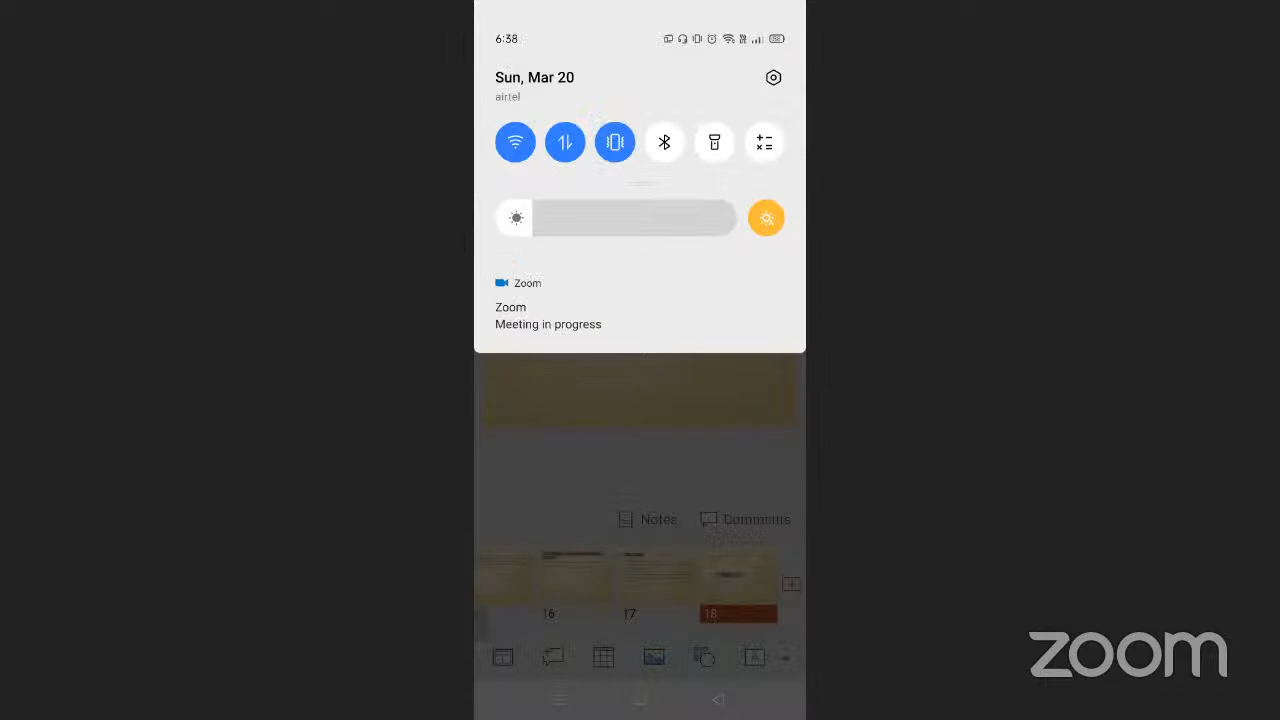 6:38
Sun, Mar 20
airtel
Zoom
Zoom
Meeting in progress
Notes
Comments
16
17
18
zoom